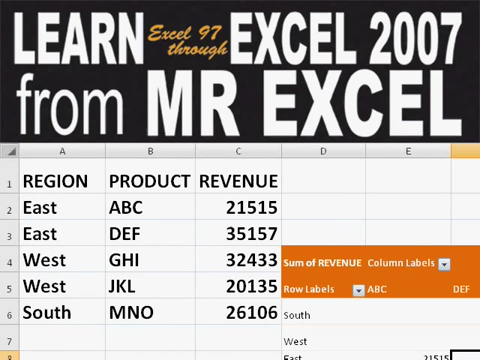 LEARN Excel 97 through EXCEL 2007
from MR EXCEL
A B C D E
1 REGION PRODUCT REVENUE
2 East ABC 21515
3 East DEF 35157
4 West GHI 32433 Sum of REVENUE Column Labels
5 West JKL 20135 Row Labels ABC DEF
6 South MNO 26106 South
7 West
8 East 21515